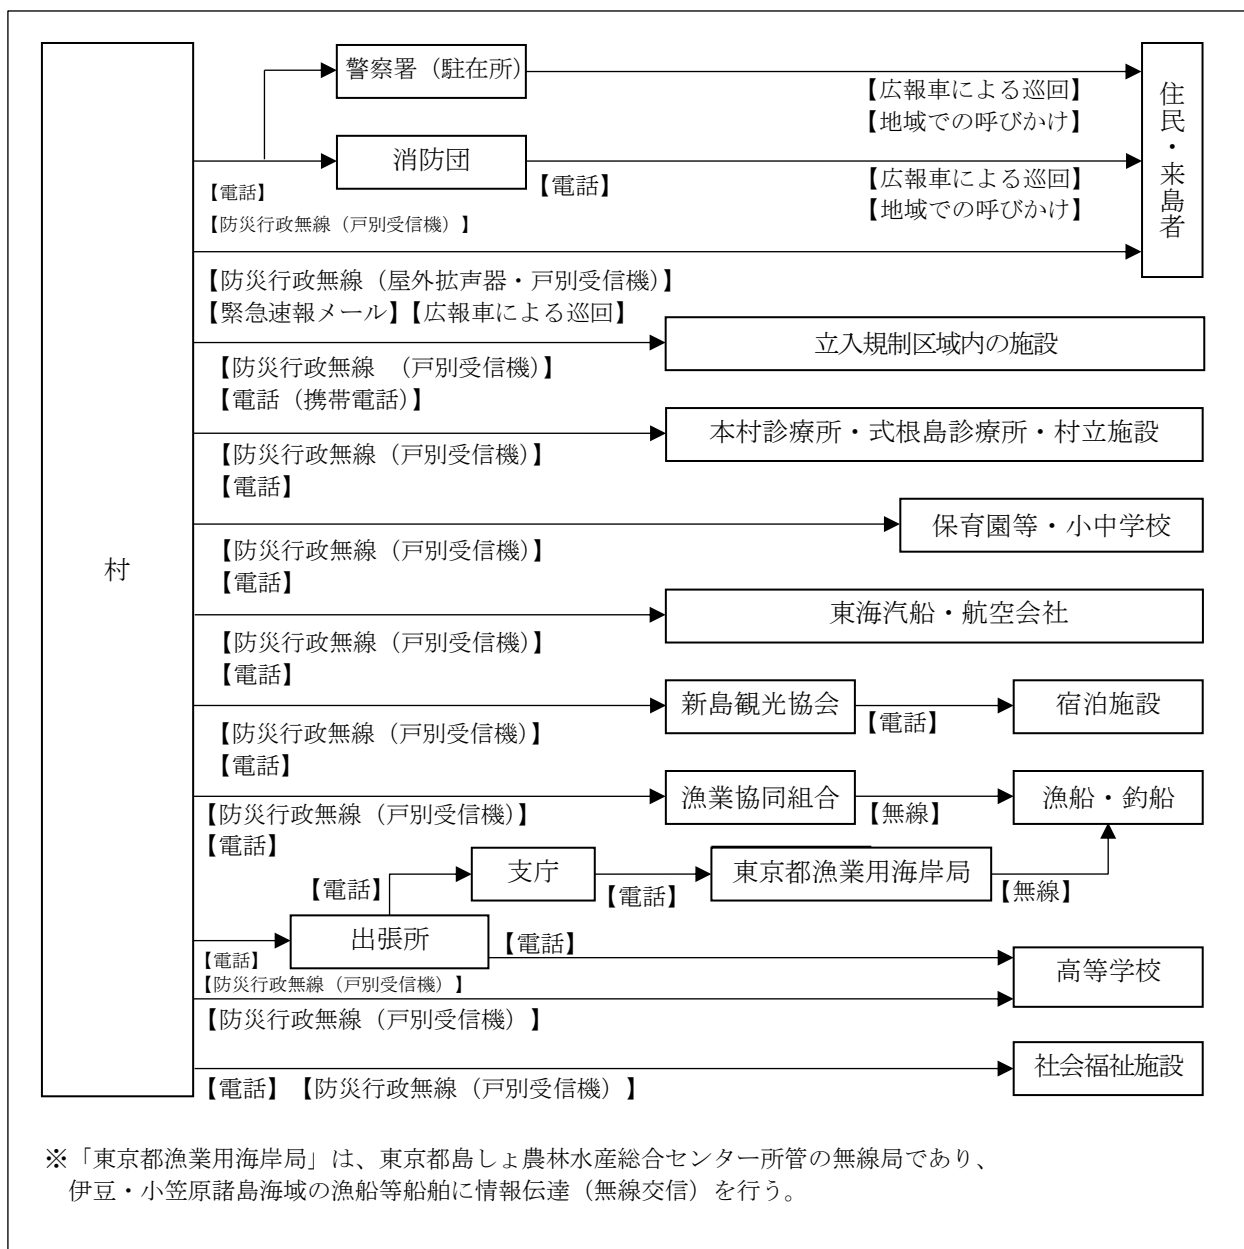 警察署（駐在所）
【広報車による巡回】
【地域での呼びかけ】
住民・来島者
消防団
【電話】
【電話】
【広報車による巡回】
【地域での呼びかけ】
【防災行政無線（戸別受信機）】
【防災行政無線（屋外拡声器・戸別受信機）】
【緊急速報メール】【広報車による巡回】
立入規制区域内の施設
【防災行政無線　（戸別受信機）】
【電話（携帯電話）】
本村診療所・式根島診療所・村立施設
【防災行政無線（戸別受信機）】
【電話】
保育園等・小中学校
村
【防災行政無線（戸別受信機）】
【電話】
東海汽船・航空会社
【防災行政無線（戸別受信機）】
【電話】
新島観光協会
【電話】
宿泊施設
【防災行政無線（戸別受信機）】
【電話】
漁業協同組合
【無線】
漁船・釣船
【防災行政無線（戸別受信機）】
【電話】
支庁
東京都漁業用海岸局
【電話】
【電話】
【無線】
出張所
【電話】
【電話】
高等学校
【防災行政無線（戸別受信機）】
【防災行政無線（戸別受信機）】
社会福祉施設
【電話】【防災行政無線（戸別受信機）】
※「東京都漁業用海岸局」は、東京都島しょ農林水産総合センター所管の無線局であり、
伊豆・小笠原諸島海域の漁船等船舶に情報伝達（無線交信）を行う。